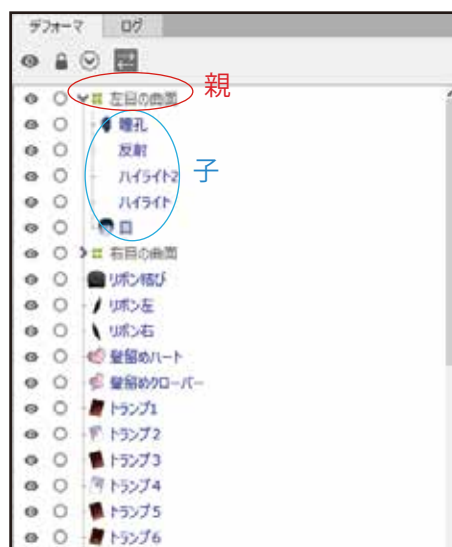 デフォーマ ログ
左目の曲面 親
瞳孔
反射 子
ハイライト2
ハイライト
目
右目の曲面
リボン結び
リボン左
リボン右
髪留めハート
髪留めクローバー
トランプ1
トランプ2
トランプ3
トランプ4
トランプ5
トランプ6